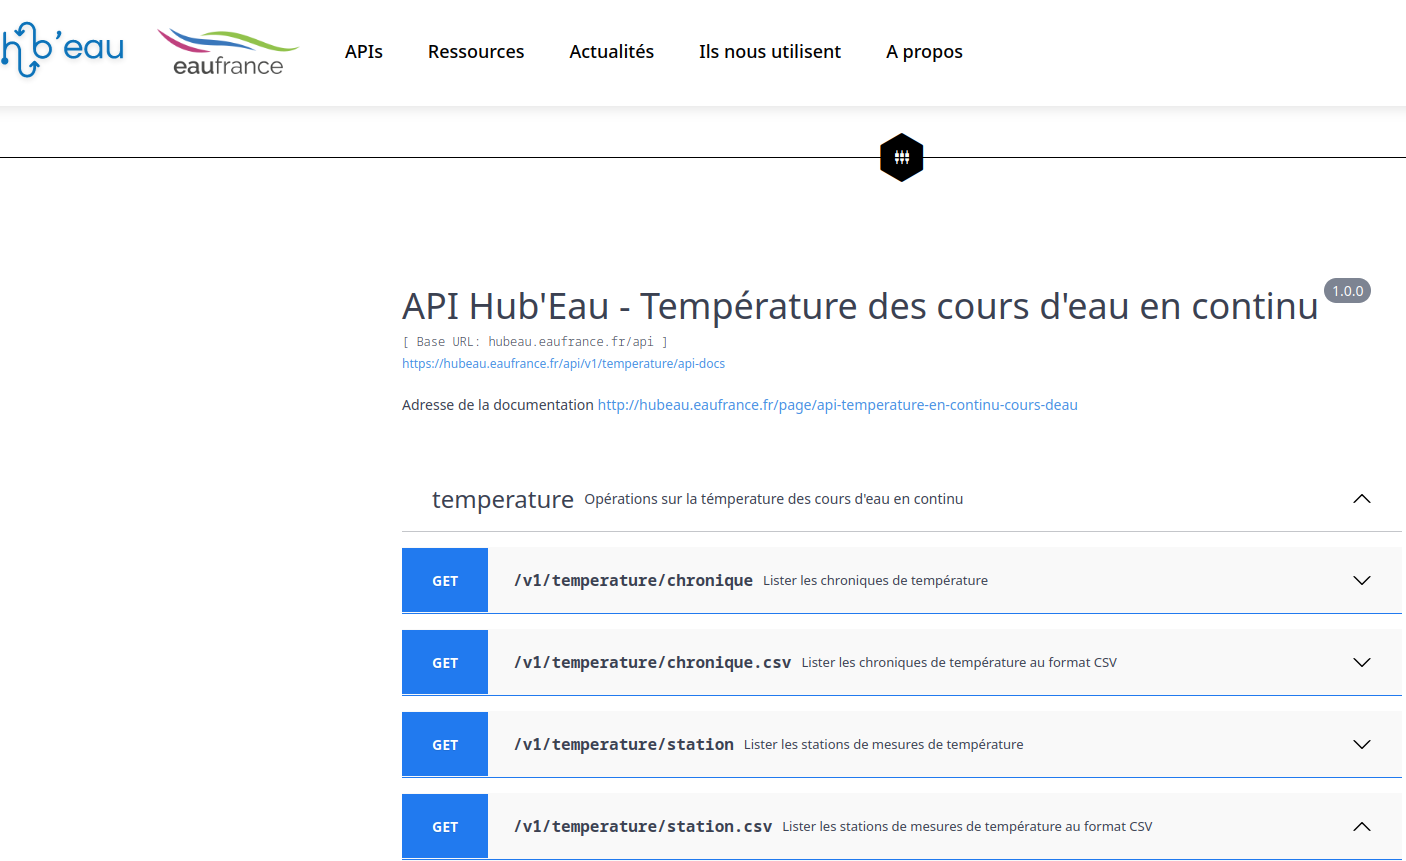 hb'eau
eaufrance
APIs Ressources Actualités Ils nous utilisent A propos
API Hub'Eau - Température des cours d'eau en continu 1.0.0
[ Base URL: hubeau.eaufrance.fr/api ]
https://hubeau.eaufrance.fr/api/v1/temperature/api-docs
Adresse de la documentation http://hubeau.eaufrance.fr/page/api-temperature-en-continu-cours-deau
temperature Opérations sur la témperature des cours d'eau en continu
GET /v1/temperature/chronique Lister les chroniques de température
GET /v1/temperature/chronique.csv Lister les chroniques de température au format CSV
GET /v1/temperature/station Lister les stations de mesures de température
GET /v1/temperature/station.csv Lister les stations de mesures de température au format CSV